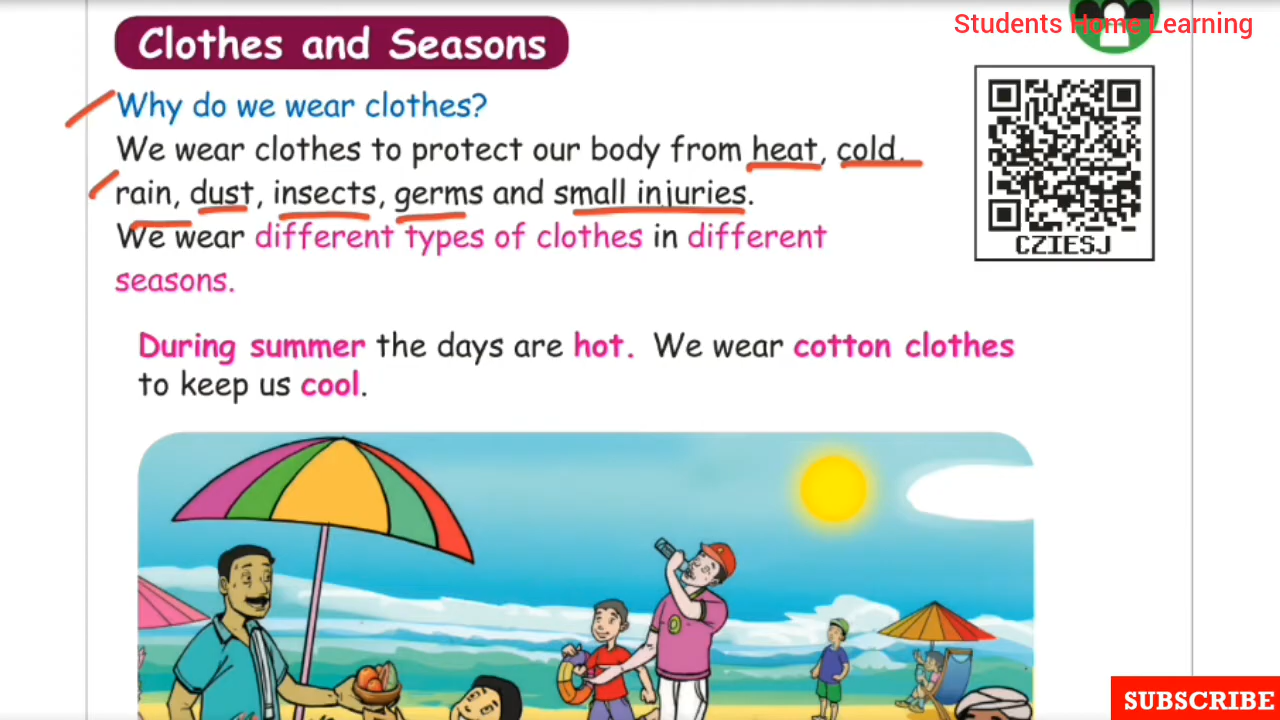 Clothes and Seasons
Students Home Learning
Why do we wear clothes?
We wear clothes to protect our body from heat, cold,
rain, dust, insects, germs and small injuries.
We wear different types of clothes in different
seasons.
CZIESJ
During summer the days are hot. We wear cotton clothes
to keep us cool.
SUBSCRIBE